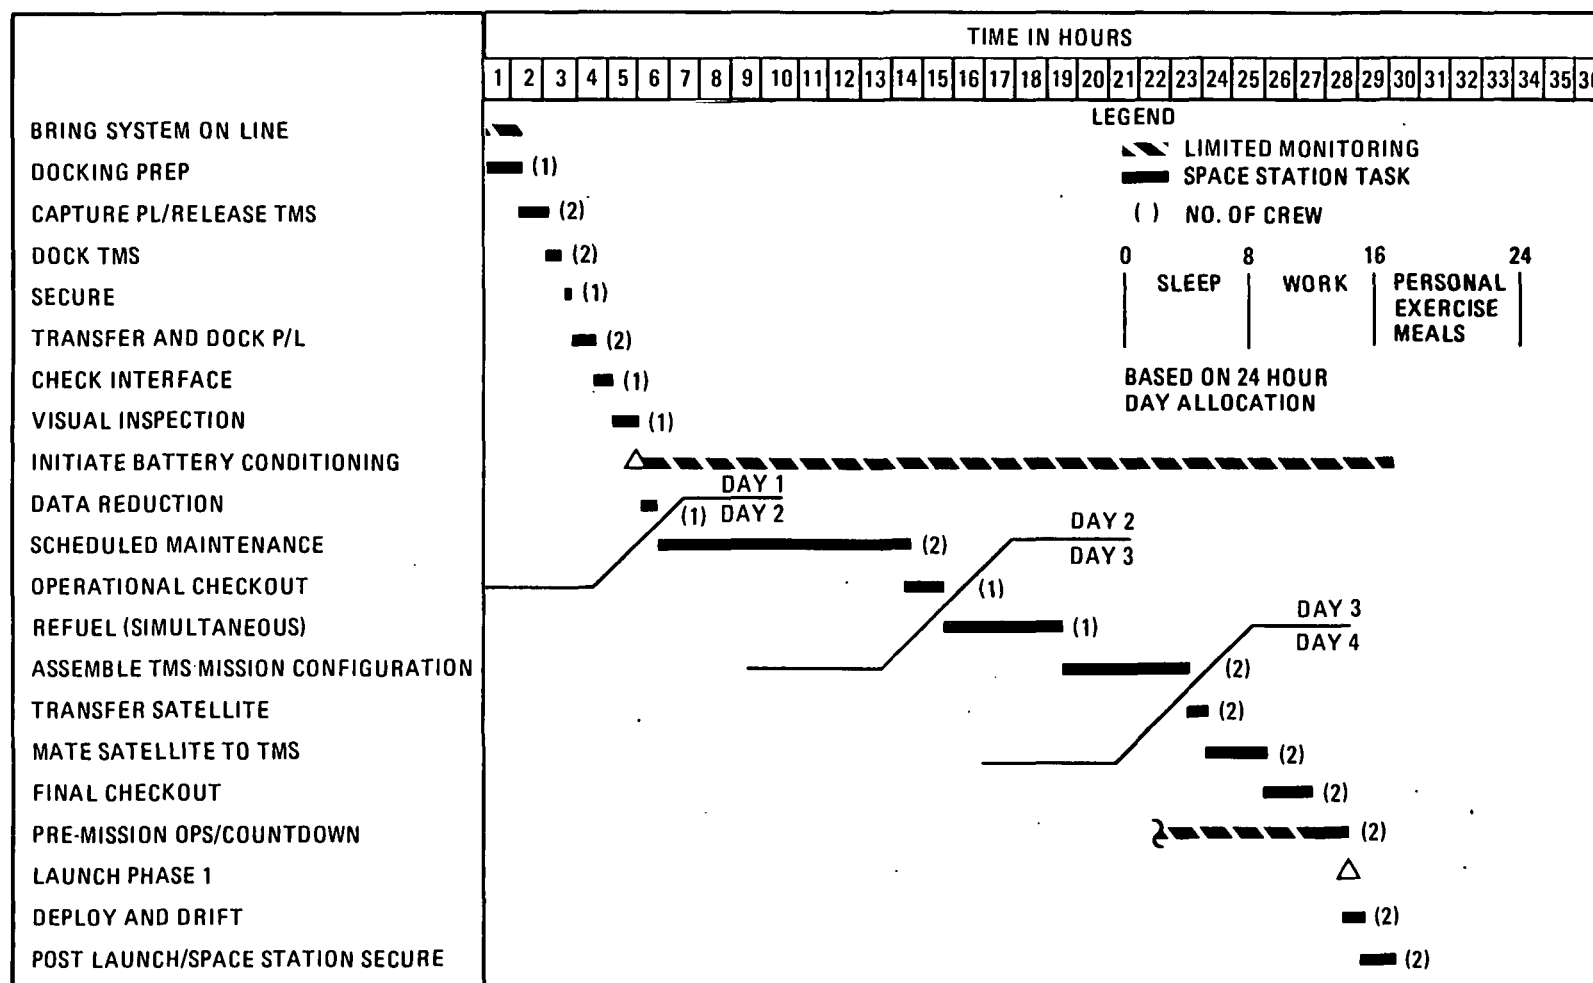 TIME IN HOURS
1 2 3 4 5 6 7 8 9 10 11 12 13 14 15 16 17 18 19 20 21 22 23 24 25 26 27 28 29 30 31 32 33 34 35
LEGEND
BRING SYSTEM ON LINE
LIMITED MONITORING
DOCKING PREP (1)
SPACE STATION TASK
CAPTURE PL/RELEASE TMS (2)
( ) NO. OF CREW
DOCK TMS (2)
0 8 16 24
SECURE (1)
SLEEP WORK PERSONAL
EXERCISE
MEALS
TRANSFER AND DOCK P/L (2)
CHECK INTERFACE (1)
BASED ON 24 HOUR
DAY ALLOCATION
VISUAL INSPECTION (1)
INITIATE BATTERY CONDITIONING
DAY 1
DATA REDUCTION (1) DAY 2
DAY 2
SCHEDULED MAINTENANCE (2)
DAY 3
OPERATIONAL CHECKOUT (1)
DAY 3
REFUEL (SIMULTANEOUS) (1)
DAY 4
ASSEMBLE TMS MISSION CONFIGURATION (2)
TRANSFER SATELLITE (2)
MATE SATELLITE TO TMS (2)
FINAL CHECKOUT (2)
PRE-MISSION OPS/COUNTDOWN (2)
LAUNCH PHASE 1
DEPLOY AND DRIFT (2)
POST LAUNCH/SPACE STATION SECURE (2)